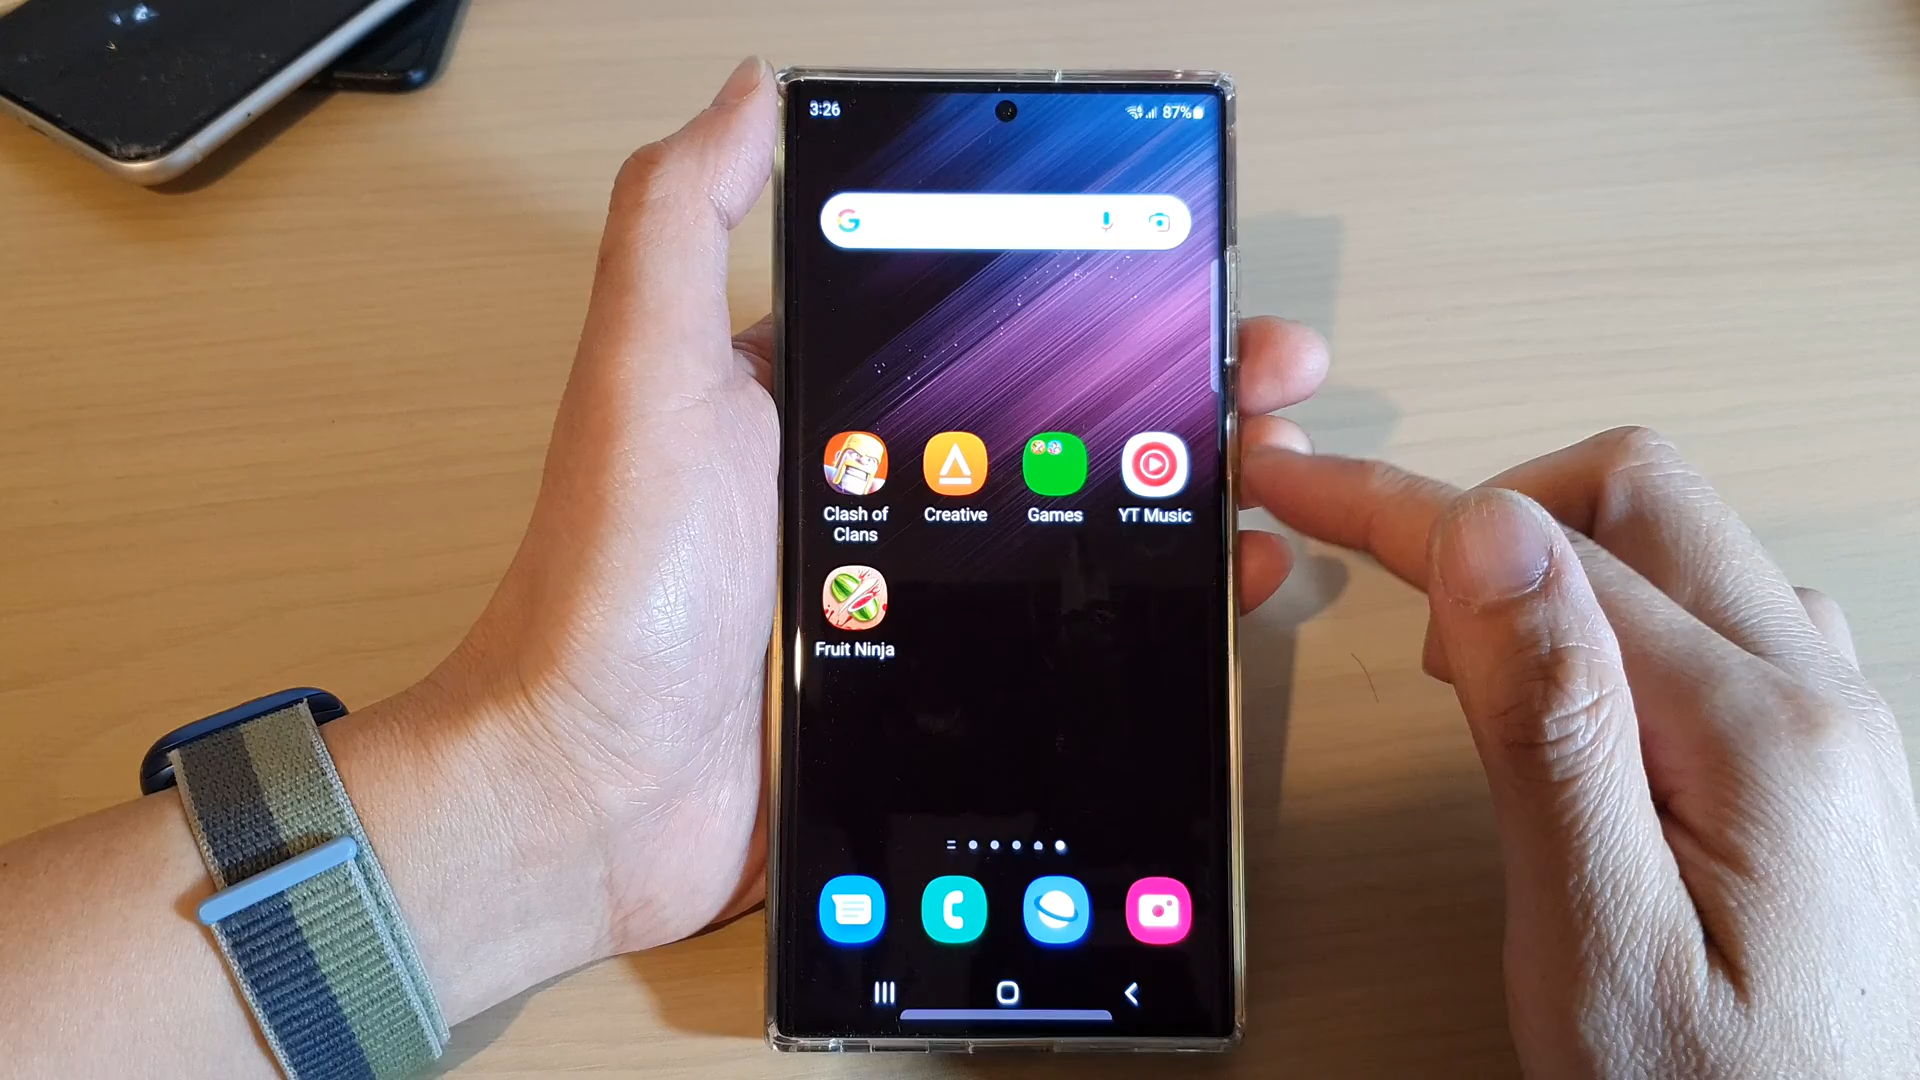 3:26
87%
G
Clash of
Clans
Creative
Games
YT Music
Fruit Ninja